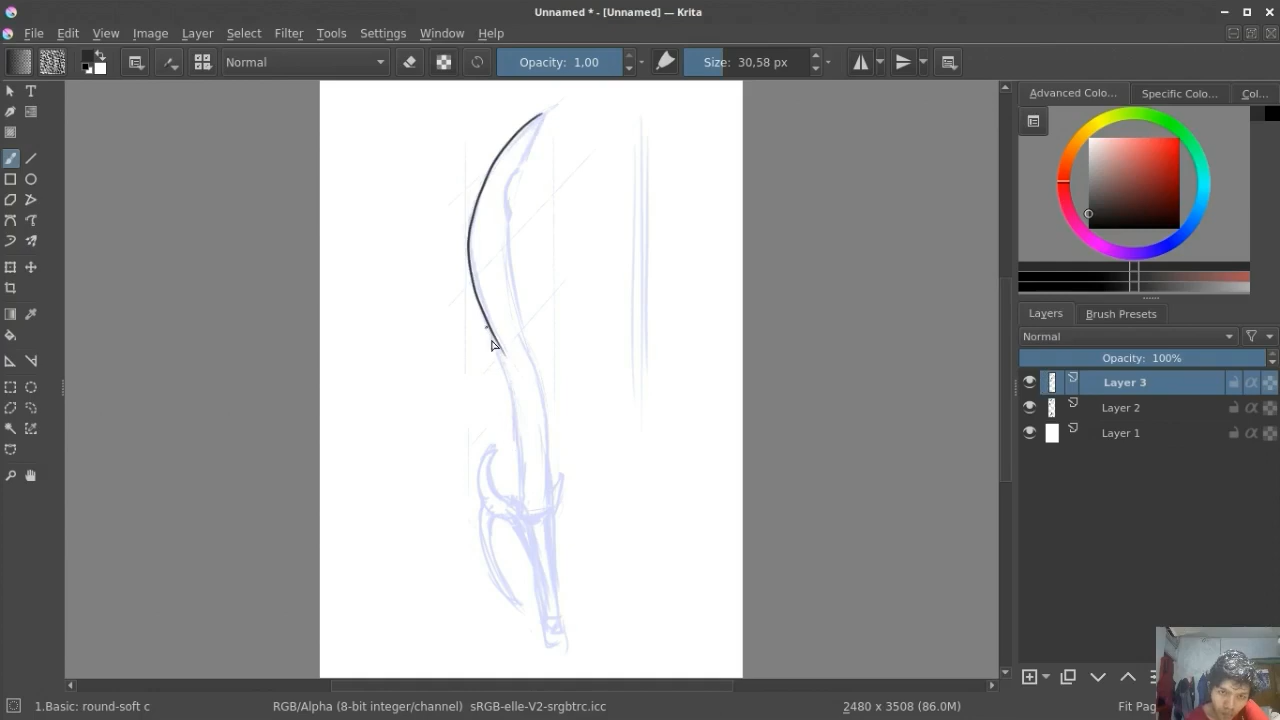 Unnamed * - [Unnamed] — Krita
File Edit View Image Layer Select Filter Tools Settings Window Help
Normal
Opacity: 1,00
Size: 30,58 px
Advanced Colo...
Specific Colo...
Col...
Layers
Brush Presets
Normal
Opacity: 100%
Layer 3
Layer 2
Layer 1
1.Basic: round-soft c
RGB/Alpha (8-bit integer/channel) sRGB-elle-V2-srgbtrc.icc
2480 x 3508 (86.0M)
Fit Pag